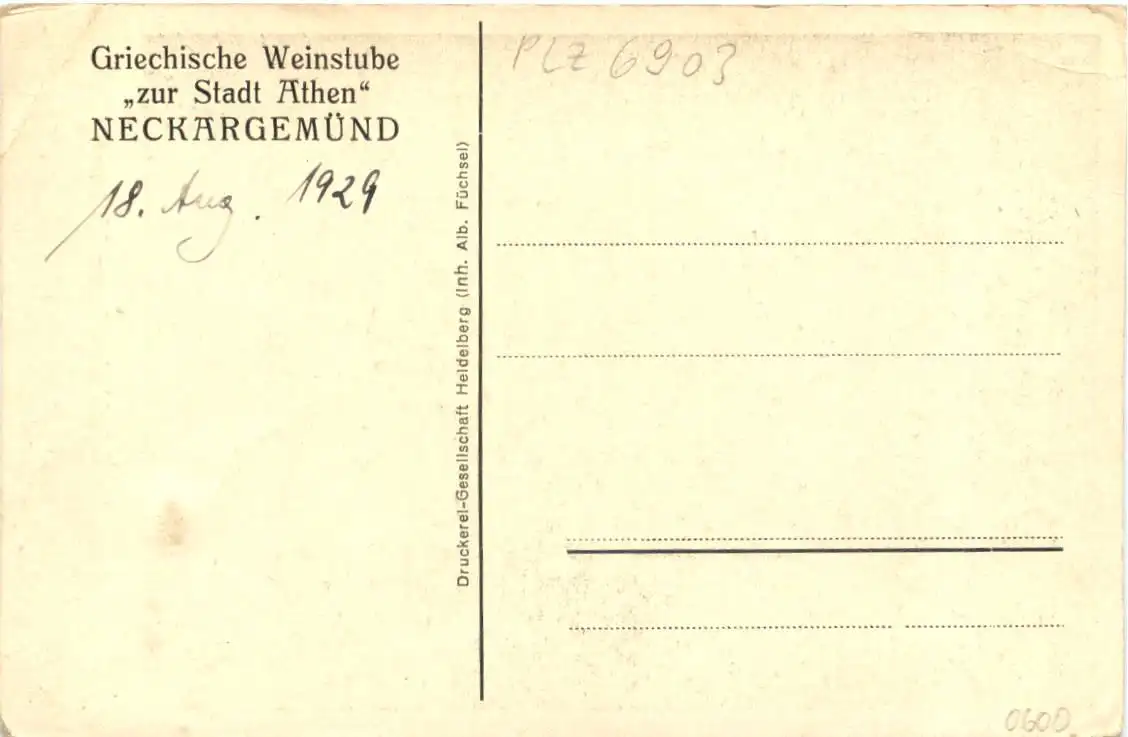 Griechische Weinstube
„zur Stadt Athen“
NECKARGEMÜND
18. Aug. 1929
Druckerei-Gesellschaft Heidelberg (Inh. Alb. Füchsel)
PLZ 6903
0600